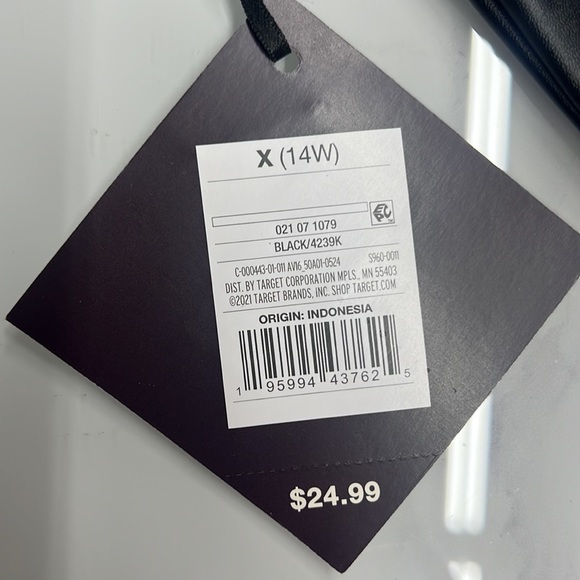 X (14W)
EPC
021 07 1079
BLACK/4239K
C-000443-01-011 AV16_50A01-0524 S960-0011
DIST. BY TARGET CORPORATION MPLS., MN 55403
©2021 TARGET BRANDS, INC. SHOP TARGET.COM
ORIGIN: INDONESIA
1 95994 43762 5
$24.99